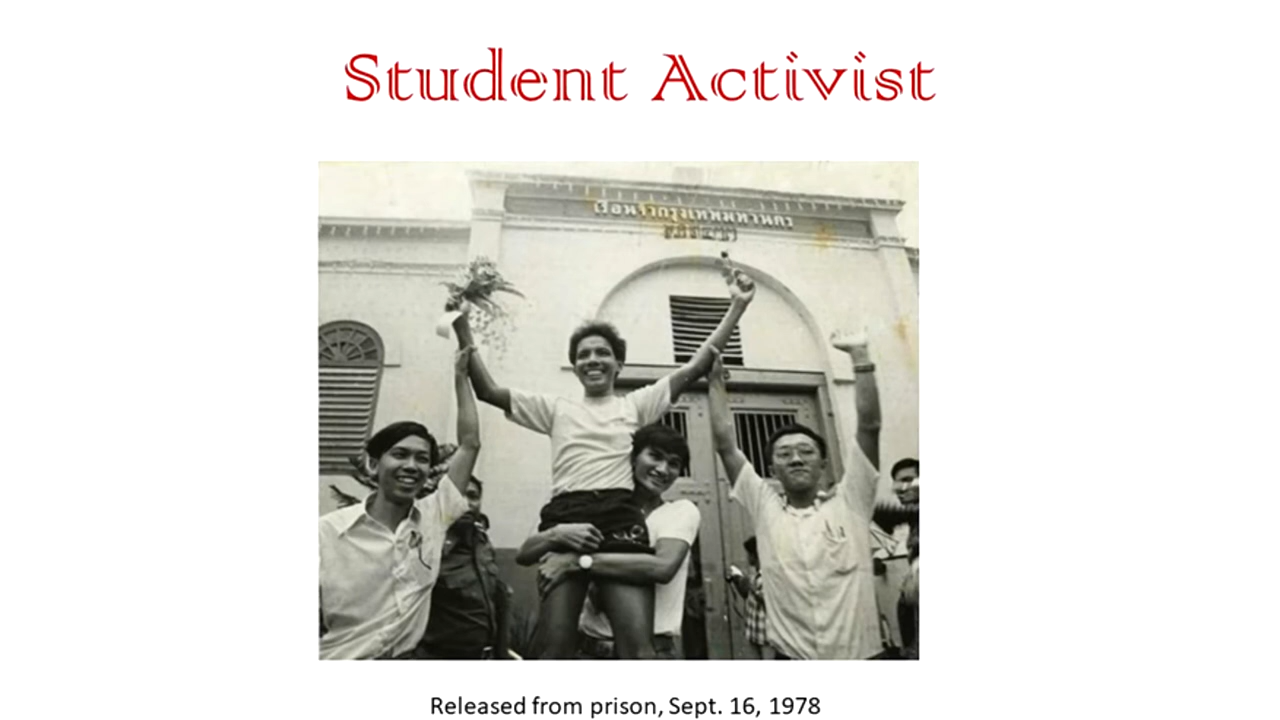 Student Activist
เรือนจำกรุงเทพมหานคร
Released from prison, Sept. 16, 1978